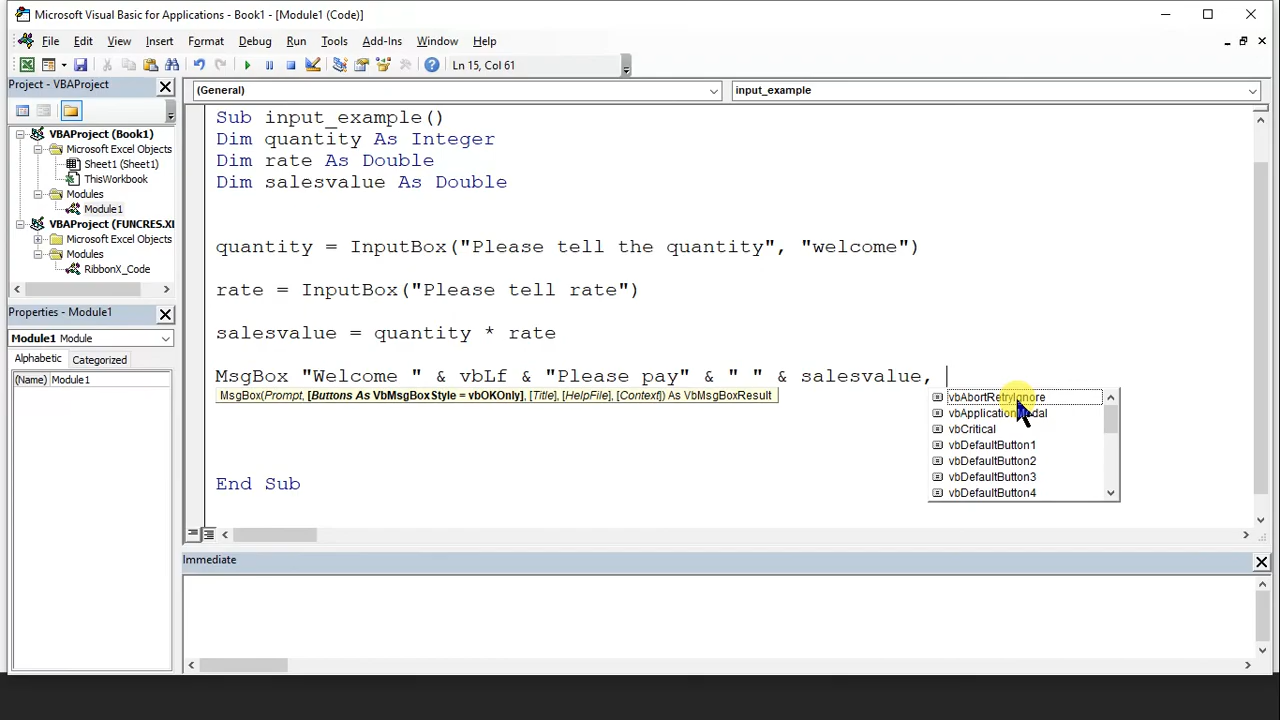 Microsoft Visual Basic for Applications - Book1 - [Module1 (Code)]
File Edit View Insert Format Debug Run Tools Add-Ins Window Help
Ln 15, Col 61
Project - VBAProject
(General)
input_example
VBAProject (Book1)
Microsoft Excel Objects
Sheet1 (Sheet1)
ThisWorkbook
Modules
Module1
VBAProject (FUNCRES.XL
Microsoft Excel Objects
Modules
RibbonX_Code
Properties - Module1
Module1 Module
Alphabetic Categorized
(Name) Module1
Sub input_example()
Dim quantity As Integer
Dim rate As Double
Dim salesvalue As Double
quantity = InputBox("Please tell the quantity", "welcome")
rate = InputBox("Please tell rate")
salesvalue = quantity * rate
MsgBox "Welcome " & vbLf & "Please pay" & " " & salesvalue,
MsgBox(Prompt, [Buttons As VbMsgBoxStyle = vbOKOnly], [Title], [HelpFile], [Context]) As VbMsgBoxResult
vbAbortRetryIgnore
vbApplicationModal
vbCritical
vbDefaultButton1
vbDefaultButton2
vbDefaultButton3
vbDefaultButton4
End Sub
Immediate